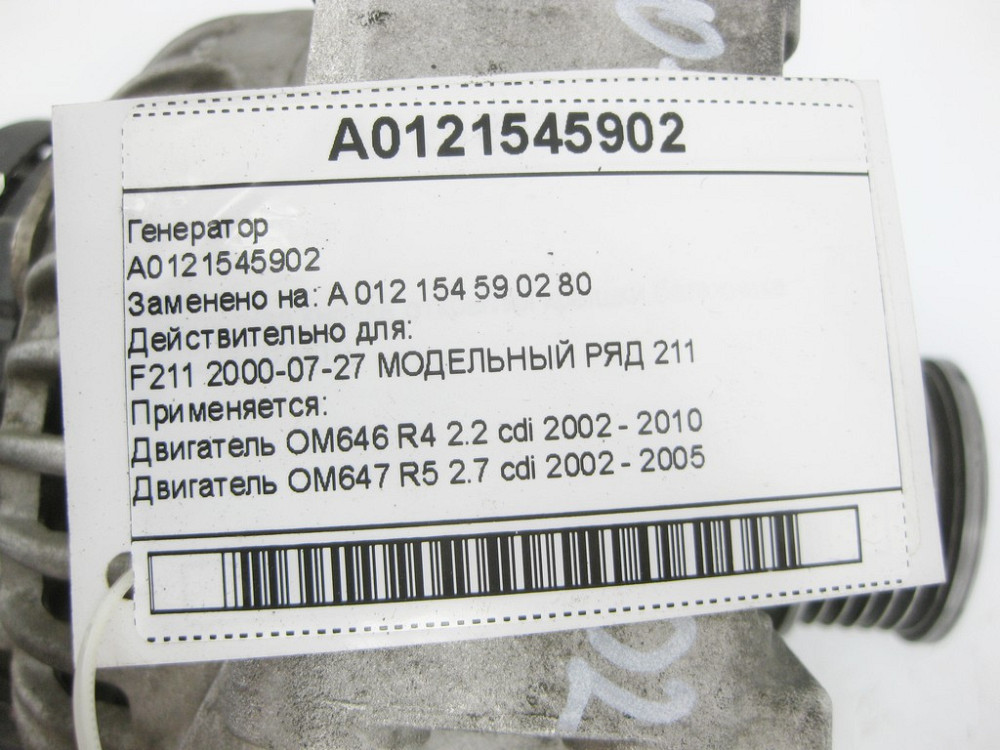 A0121545902
Генератор
A0121545902
Заменено на: A 012 154 59 02 80
Действительно для:
F211 2000-07-27 МОДЕЛЬНЫЙ РЯД 211
Применяется:
Двигатель OM646 R4 2.2 cdi 2002 - 2010
Двигатель OM647 R5 2.7 cdi 2002 - 2005